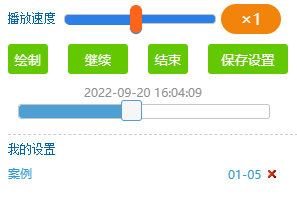 播放速度 ×1
绘制 继续 结束 保存设置
2022-09-20 16:04:09
我的设置
案例 01-05